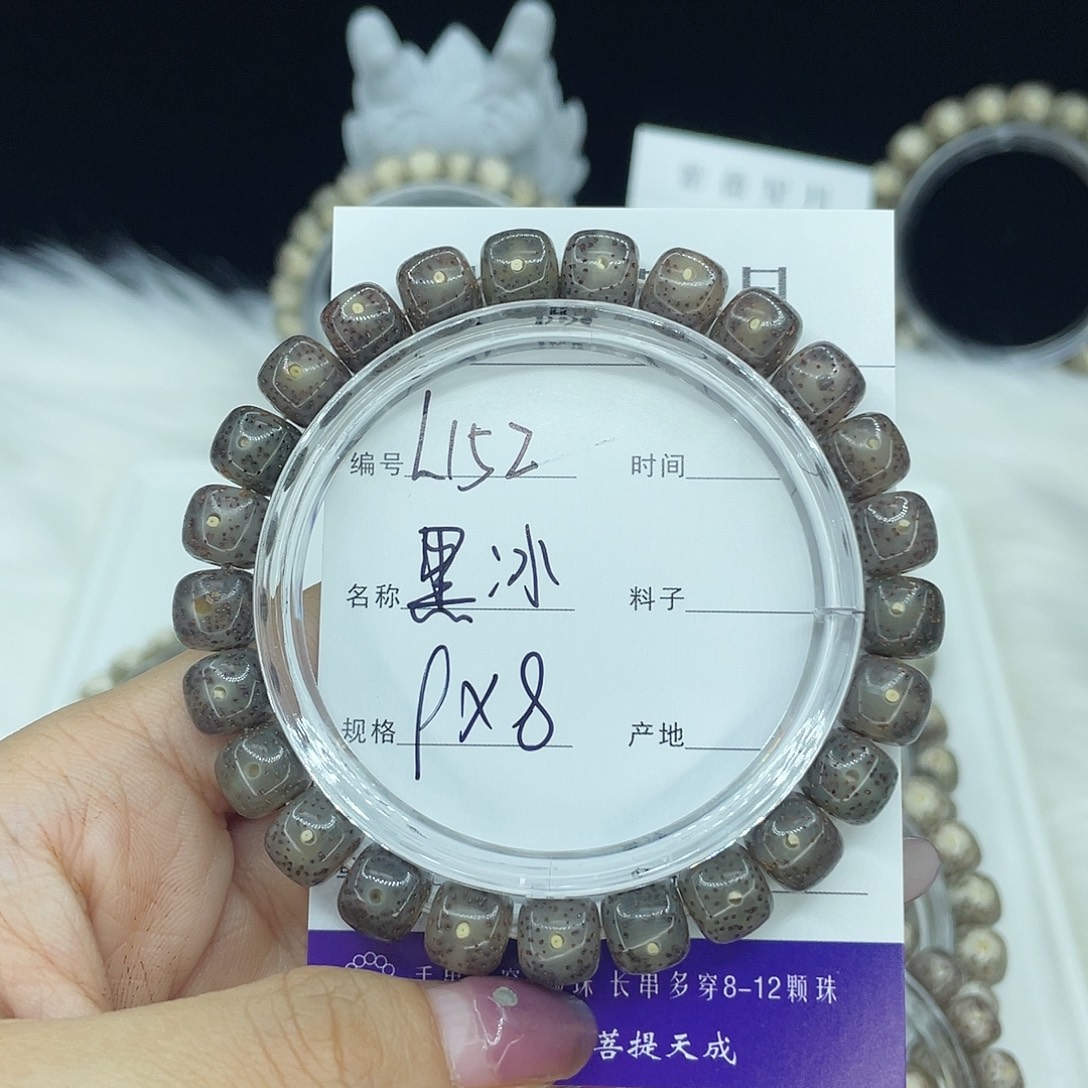 编号 L152 时间
名称 黑冰 料子
规格 9×8 产地
长串多穿8-12颗珠
菩提天成